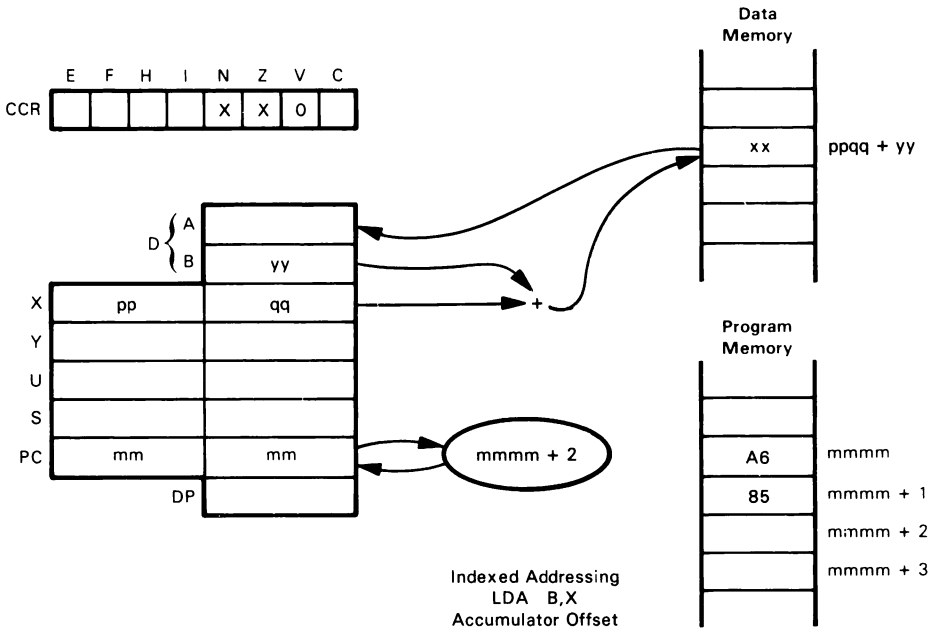 Data
Memory
E F H I N Z V C
CCR X X 0
xx ppqq + yy
D { A
B yy
X pp qq
+
Y
U
S
PC mm mm
mmmm + 2
DP
Program
Memory
A6 mmmm
85 mmmm + 1
mmmm + 2
mmmm + 3
Indexed Addressing
LDA B,X
Accumulator Offset